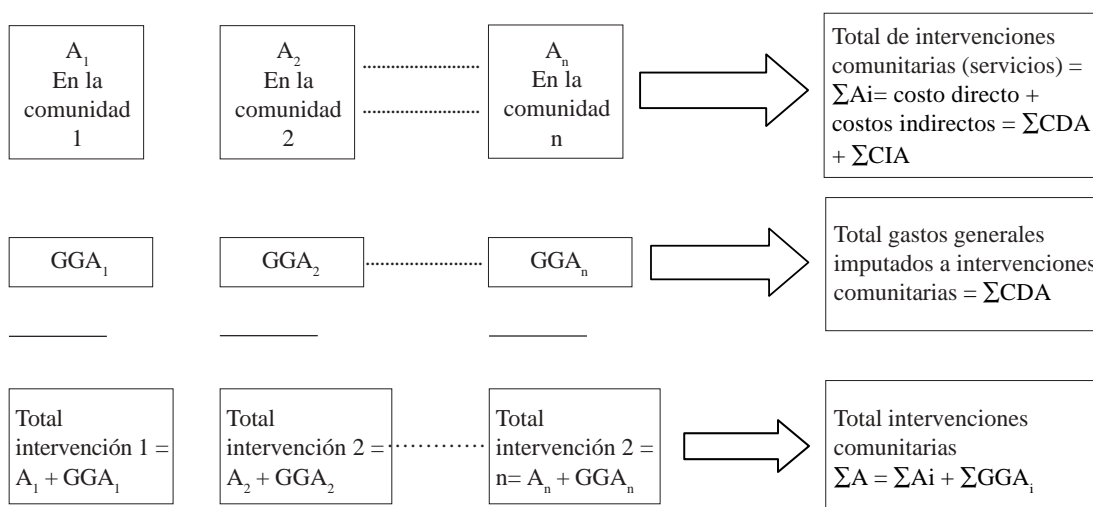 A₁
En la
comunidad
1
A₂
En la
comunidad
2
Aₙ
En la
comunidad
n
Total de intervenciones
comunitarias (servicios) =
∑Ai= costo directo +
costos indirectos = ∑CDA
+ ∑CIA
GGA₁
GGA₂
GGAₙ
Total gastos generales
imputados a intervenciones
comunitarias = ∑CDA
Total
intervención 1 =
A₁ + GGA₁
Total
intervención 2 =
A₂ + GGA₂
Total
intervención 2 =
n= Aₙ + GGAₙ
Total intervenciones
comunitarias
∑A = ∑Ai + ∑GGAᵢ